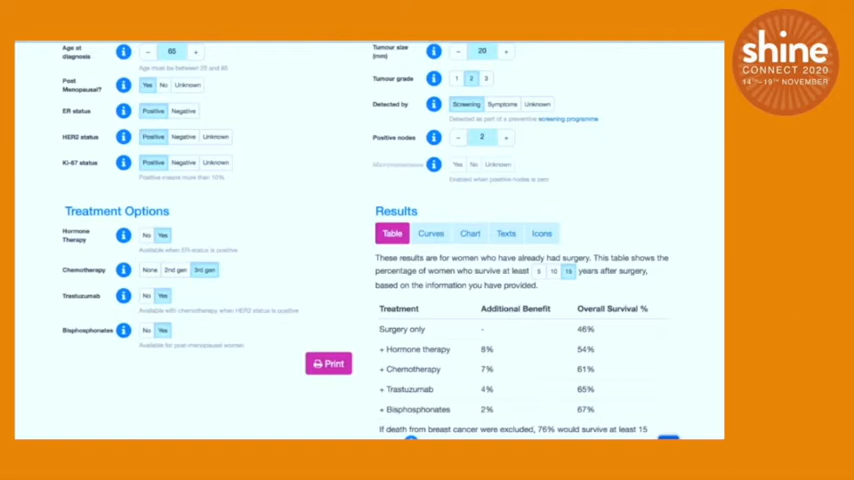 shine
CONNECT 2020
14TH-19TH NOVEMBER
Age at diagnosis
i
- 65 +
Age must be between 25 and 85
Post Menopausal?
i
Yes No Unknown
ER status
i
Positive Negative
HER2 status
i
Positive Negative Unknown
Ki-67 status
i
Positive Negative Unknown
Positive means more than 10%
Tumour size (mm)
i
- 20 +
Tumour grade
i
1 2 3
Detected by
i
Screening Symptoms Unknown
Detected as part of a preventive screening programme
Positive nodes
i
- 2 +
Micrometastases
i
Yes No Unknown
Enabled when positive nodes is zero
Treatment Options
Hormone Therapy
i
No Yes
Available when ER-status is positive
Chemotherapy
i
None 2nd gen 3rd gen
Trastuzumab
i
No Yes
Available with chemotherapy when HER2 status is positive
Bisphosphonates
i
No Yes
Available for post-menopausal women
Print
Results
Table Curves Chart Texts Icons
These results are for women who have already had surgery. This table shows the
percentage of women who survive at least 5 10 15 years after surgery,
based on the information you have provided.
Treatment Additional Benefit Overall Survival %
Surgery only - 46%
+ Hormone therapy 8% 54%
+ Chemotherapy 7% 61%
+ Trastuzumab 4% 65%
+ Bisphosphonates 2% 67%
If death from breast cancer were excluded, 76% would survive at least 15